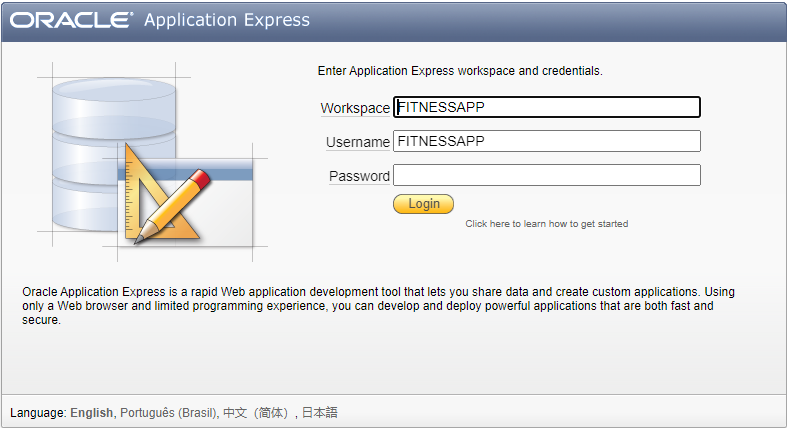 ORACLE® Application Express
Enter Application Express workspace and credentials.
Workspace FITNESSAPP
Username FITNESSAPP
Password
Login
Click here to learn how to get started
Oracle Application Express is a rapid Web application development tool that lets you share data and create custom applications. Using
only a Web browser and limited programming experience, you can develop and deploy powerful applications that are both fast and
secure.
Language: English, Português (Brasil), 中文（简体）, 日本語